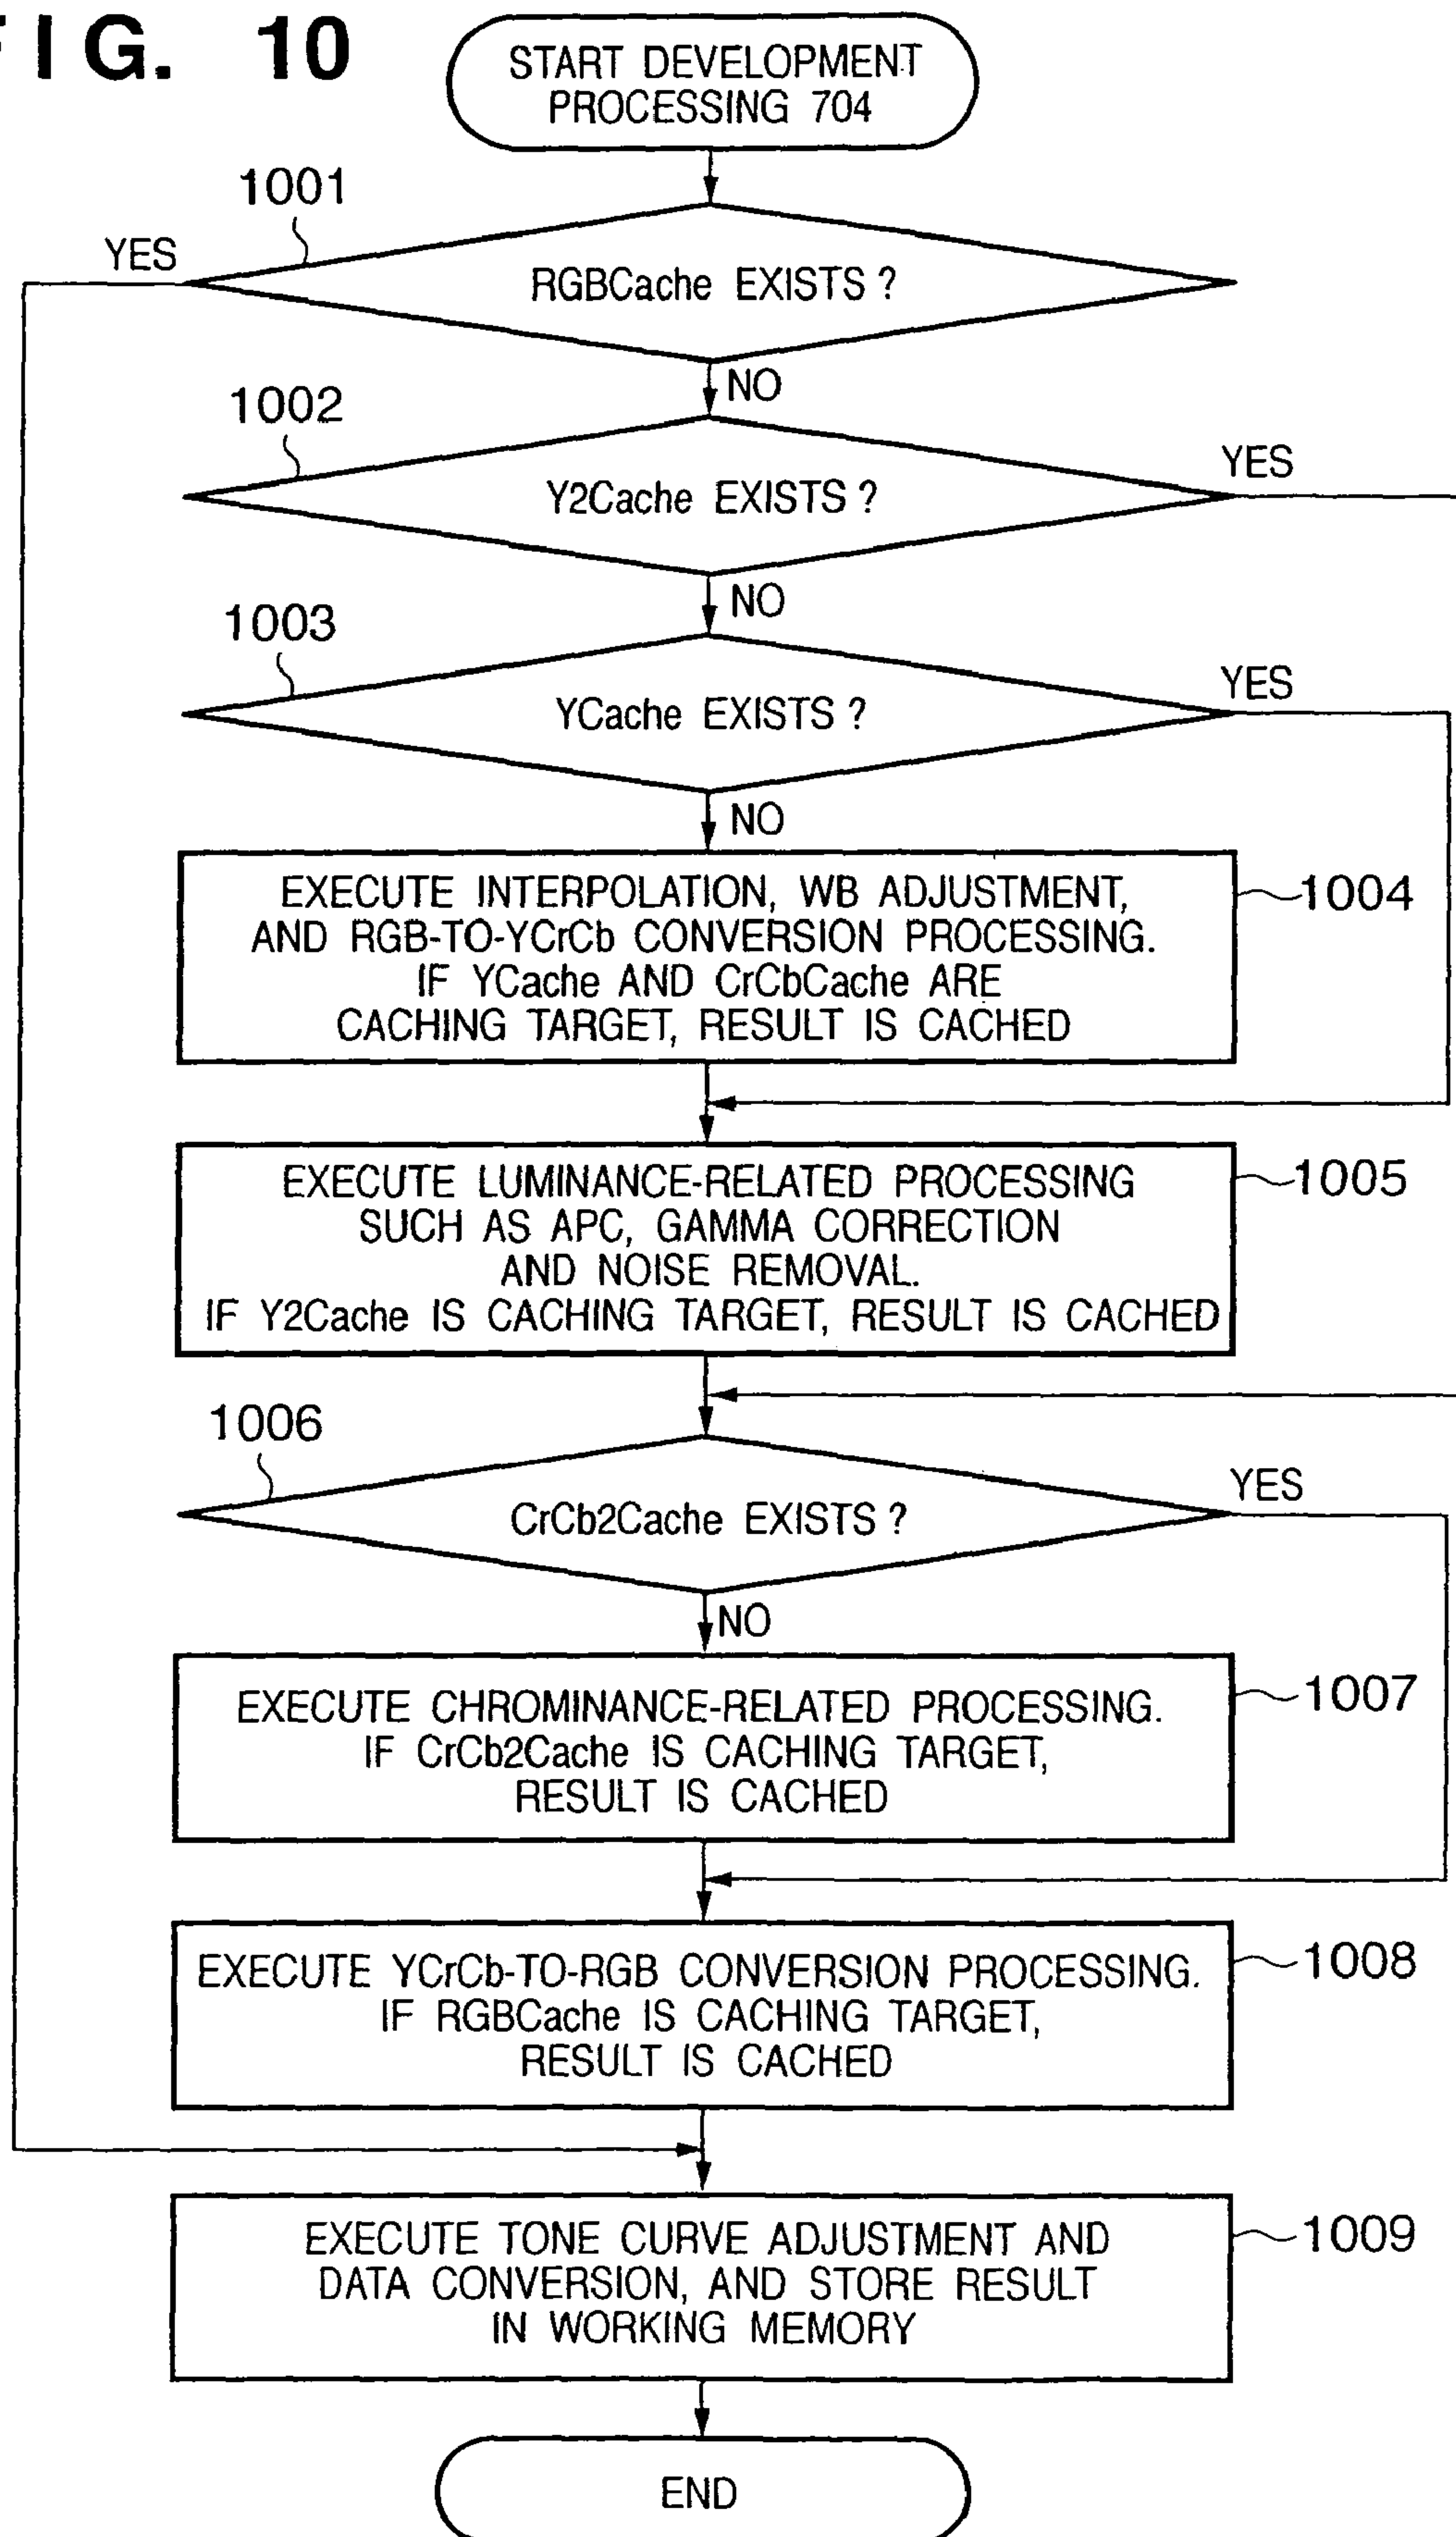 FIG. 10
START DEVELOPMENT
PROCESSING 704
1001
YES
RGBCache EXISTS ?
NO
1002
YES
Y2Cache EXISTS ?
NO
1003
YES
YCache EXISTS ?
NO
EXECUTE INTERPOLATION, WB ADJUSTMENT,
AND RGB-TO-YCrCb CONVERSION PROCESSING.
IF YCache AND CrCbCache ARE
CACHING TARGET, RESULT IS CACHED
1004
EXECUTE LUMINANCE-RELATED PROCESSING
SUCH AS APC, GAMMA CORRECTION
AND NOISE REMOVAL.
IF Y2Cache IS CACHING TARGET, RESULT IS CACHED
1005
1006
YES
CrCb2Cache EXISTS ?
NO
EXECUTE CHROMINANCE-RELATED PROCESSING.
IF CrCb2Cache IS CACHING TARGET,
RESULT IS CACHED
1007
EXECUTE YCrCb-TO-RGB CONVERSION PROCESSING.
IF RGBCache IS CACHING TARGET,
RESULT IS CACHED
1008
EXECUTE TONE CURVE ADJUSTMENT AND
DATA CONVERSION, AND STORE RESULT
IN WORKING MEMORY
1009
END